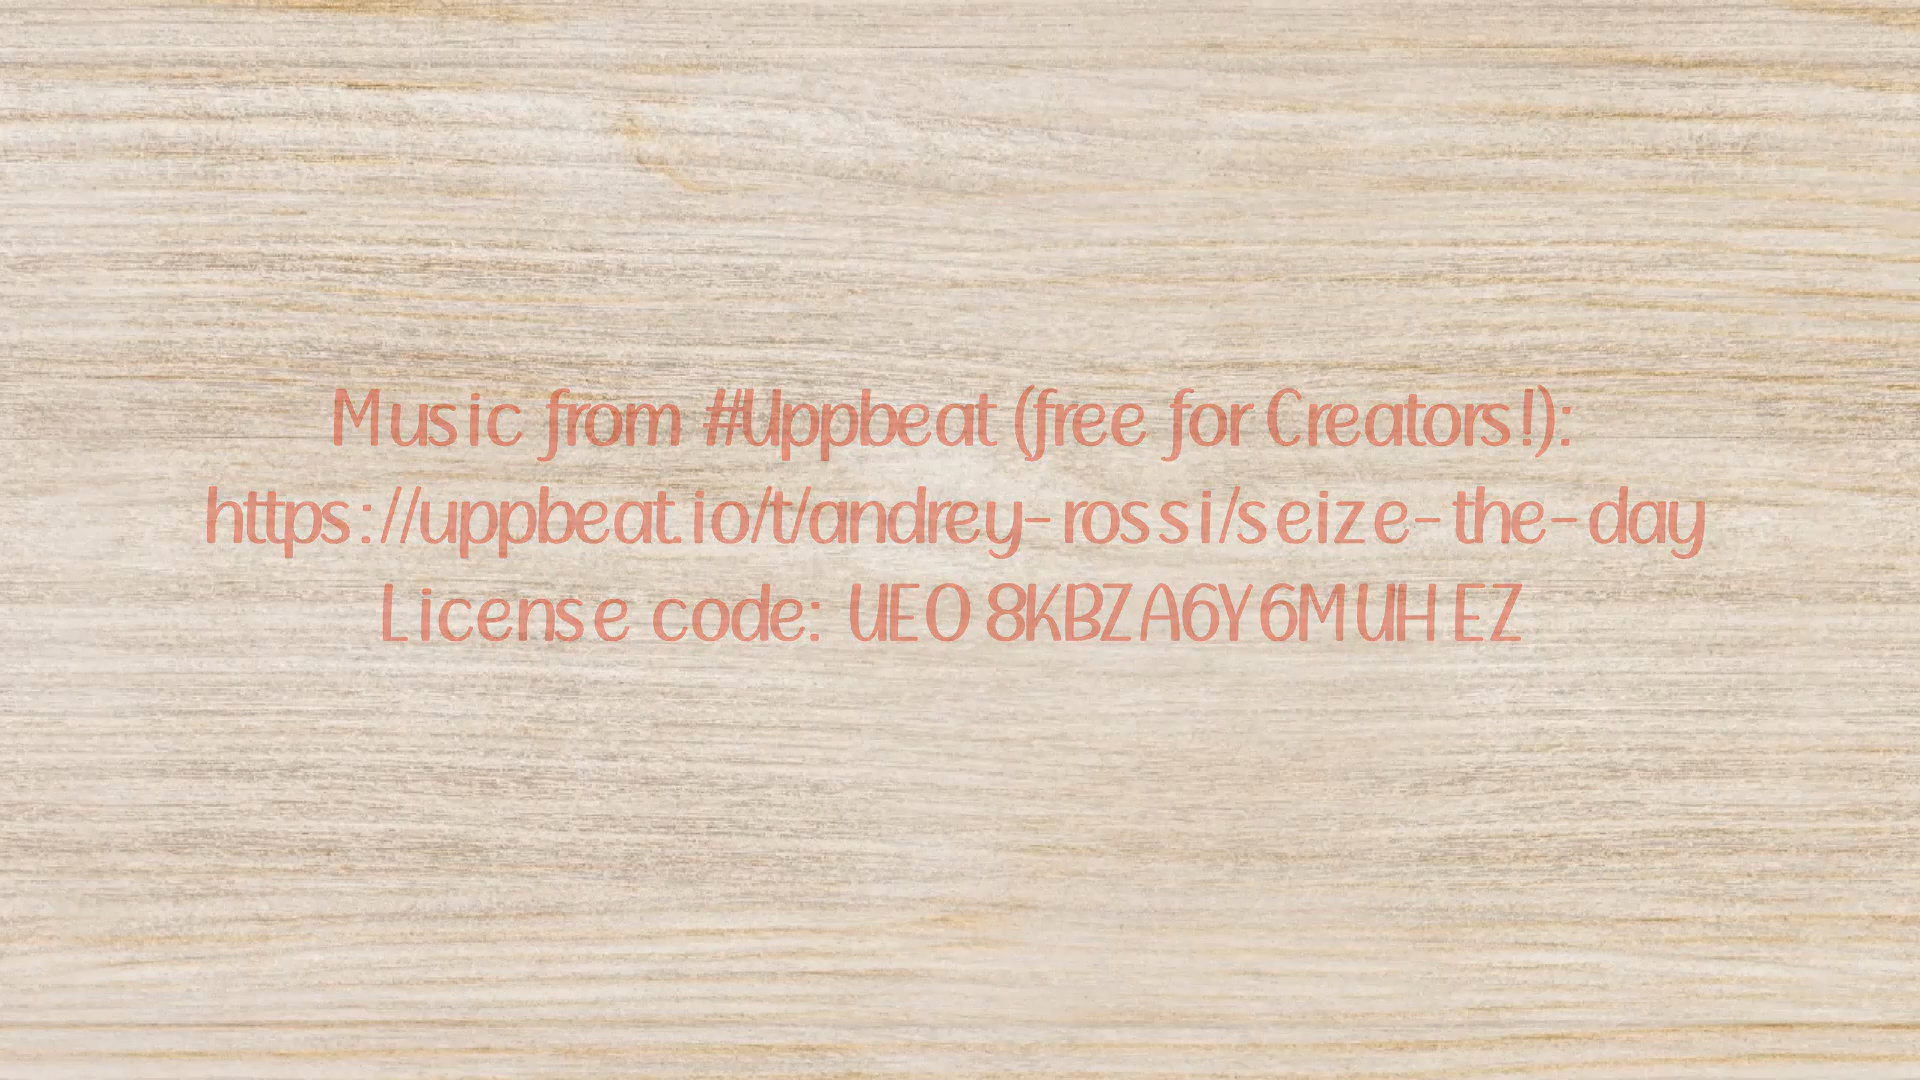 Music from #Uppbeat (free for Creators!):
https://uppbeat.io/t/andrey-rossi/seize-the-day
License code: UEO8KBZA6Y6MUHEZ